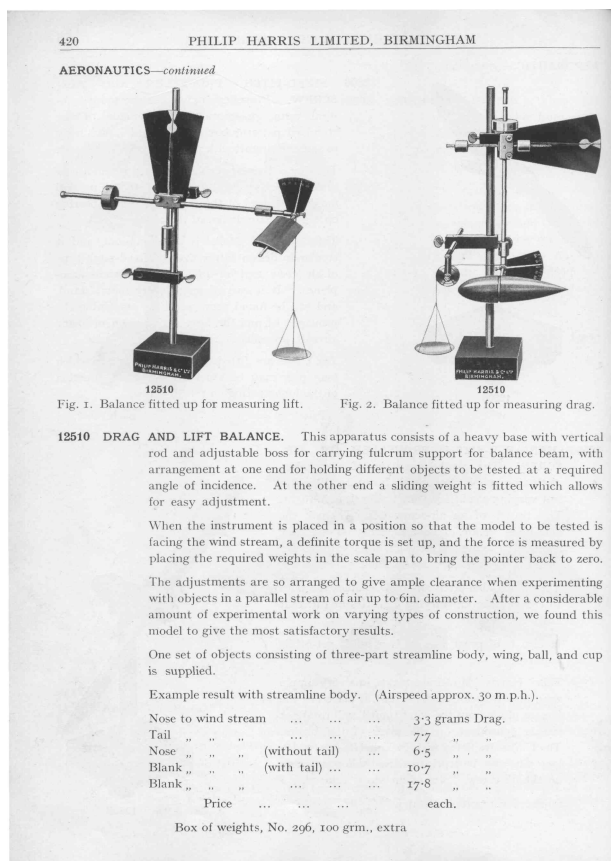 420 PHILIP HARRIS LIMITED, BIRMINGHAM
AERONAUTICS—continued
PHILIP HARRIS & Co LTD
BIRMINGHAM.
PHILIP HARRIS & Co LTD
BIRMINGHAM.
12510 12510
Fig. 1. Balance fitted up for measuring lift. Fig. 2. Balance fitted up for measuring drag.
12510 DRAG AND LIFT BALANCE. This apparatus consists of a heavy base with vertical
rod and adjustable boss for carrying fulcrum support for balance beam, with
arrangement at one end for holding different objects to be tested at a required
angle of incidence. At the other end a sliding weight is fitted which allows
for easy adjustment.
When the instrument is placed in a position so that the model to be tested is
facing the wind stream, a definite torque is set up, and the force is measured by
placing the required weights in the scale pan to bring the pointer back to zero.
The adjustments are so arranged to give ample clearance when experimenting
with objects in a parallel stream of air up to 6in. diameter. After a considerable
amount of experimental work on varying types of construction, we found this
model to give the most satisfactory results.
One set of objects consisting of three-part streamline body, wing, ball, and cup
is supplied.
Example result with streamline body. (Airspeed approx. 30 m.p.h.).
Nose to wind stream ... ... ... 3·3 grams Drag.
Tail ,, ,, ,, ... ... ... 7·7 ,, ,,
Nose ,, ,, ,, (without tail) ... 6·5 ,, ,,
Blank ,, ,, ,, (with tail) ... ... 10·7 ,, ,,
Blank ,, ,, ,, ... ... ... 17·8 ,, ,,
Price ... ... ... each.
Box of weights, No. 296, 100 grm., extra